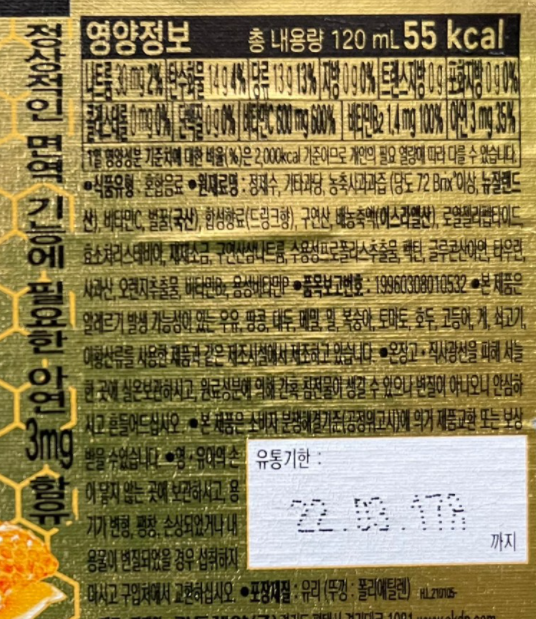 영양정보 총 내용량 120 mL 55 kcal
나트륨 30 mg 2% 탄수화물 14 g 4% 당류 13 g 13% 지방 0 g 0% 트랜스지방 0 g 포화지방 0 g 0%
콜레스테롤 0 mg 0% 단백질 0 g 0% 비타민C 600 mg 600% 비타민B2 1.4 mg 100% 아연 3 mg 35%
1일 영양성분 기준치에 대한 비율(%)은 2,000kcal 기준이므로 개인의 필요 열량에 따라 다를 수 있습니다.
●식품유형 : 혼합음료 ●원재료명 : 정제수, 기타과당, 농축사과과즙(당도 72 Brix°이상, 뉴질랜드
산), 비타민C, 벌꿀(국산) 합성향료(드링크향), 구연산 배농축액(이스라엘산), 로열젤리펩타이드
효소처리스테비아, 재제소금, 구연산삼나트륨, 수용성프로폴리스추출물, 펙틴, 글루콘산아연, 타우린,
사과산, 오렌지추출물, 비타민B₂, 용성비타민P ●품목보고번호 : 19960308010532 ●본 제품은
알레르기 발생 가능성이 있는 우유, 땅콩, 대두, 메밀, 밀, 복숭아, 토마토, 호두, 고등어, 게, 쇠고기,
아황산류를 사용한 제품과 같은 제조시설에서 제조하고 있습니다. ●온장고·직사광선을 피해 서늘
한 곳에 실온보관하시고, 원료성분에 의해 간혹 침전물이 생길 수 있으나 변질이 아니오니 안심하
시고 흔들어드십시오 ●본 제품은 소비자 분쟁해결기준(공정위고시)에 의거 제품교환 또는 보상
받을 수있습니다 ●영·유아의 손
이 닿지 않는 곳에 보관하시고, 용
기가 변형, 팽창, 손상되었거나 내
용물이 변질되었을 경우 섭취하지
마시고 구입처에서 교환하십시오. ●포장재질 : 유리 (뚜껑 : 폴리에틸렌) H.I.210105-
유통기한 :
22.03.17A
까지
정상적인 면역 기능에 필요한 아연 3mg 함유